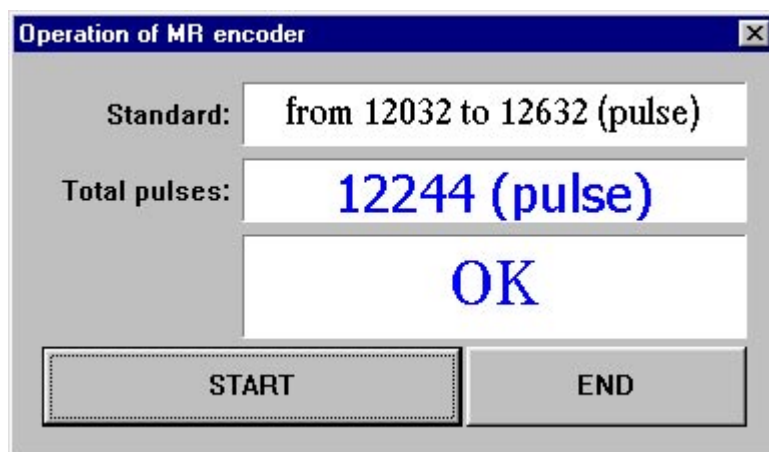 Operation of MR encoder
Standard: from 12032 to 12632 (pulse)
Total pulses: 12244 (pulse)
OK
START END